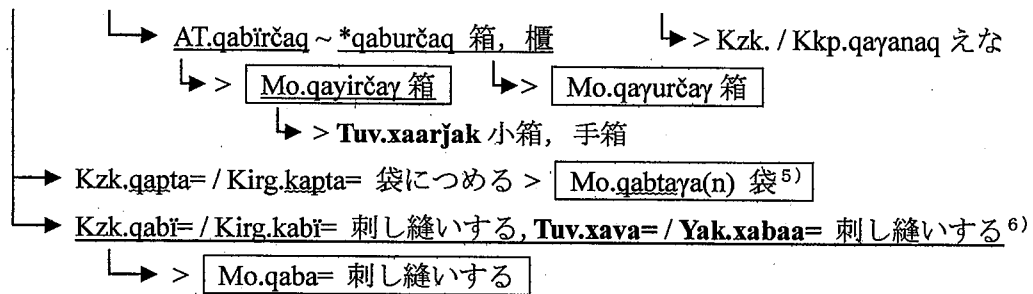 AT.qabïrčaq ~ *qaburčaq 箱, 櫃 > Kzk. / Kkp.qaγanaq えな
> Mo.qayirčaγ 箱 > Mo.qaγurčaγ 箱
> Tuv.xaarǰak 小箱, 手箱
Kzk.qapta= / Kirg.kapta= 袋につめる > Mo.qabtaγa(n) 袋5)
Kzk.qabï= / Kirg.kabï= 刺し縫いする, Tuv.xava= / Yak.xabaa= 刺し縫いする6)
> Mo.qaba= 刺し縫いする